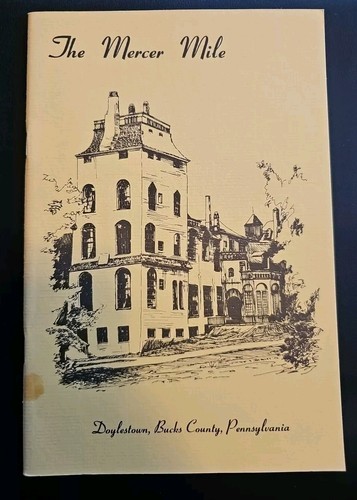 The Mercer Mile
Doylestown, Bucks County, Pennsylvania